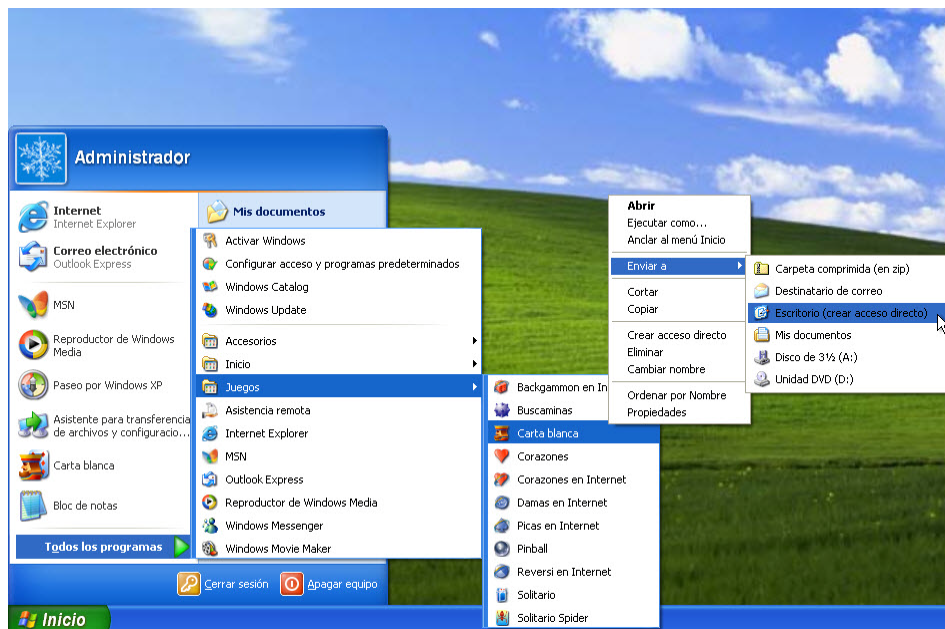 Administrador
Internet
Internet Explorer
Correo electrónico
Outlook Express
MSN
Reproductor de Windows
Media
Paseo por Windows XP
Asistente para transferencia
de archivos y configuracio...
Carta blanca
Bloc de notas
Todos los programas
Mis documentos
Activar Windows
Configurar acceso y programas predeterminados
Windows Catalog
Windows Update
Accesorios
Inicio
Juegos
Asistencia remota
Internet Explorer
MSN
Outlook Express
Reproductor de Windows Media
Windows Messenger
Windows Movie Maker
Backgammon en In
Buscaminas
Carta blanca
Corazones
Corazones en Internet
Damas en Internet
Picas en Internet
Pinball
Reversi en Internet
Solitario
Solitario Spider
Abrir
Ejecutar como...
Anclar al menú Inicio
Enviar a
Cortar
Copiar
Crear acceso directo
Eliminar
Cambiar nombre
Ordenar por Nombre
Propiedades
Carpeta comprimida (en zip)
Destinatario de correo
Escritorio (crear acceso directo)
Mis documentos
Disco de 3½ (A:)
Unidad DVD (D:)
Cerrar sesión
Apagar equipo
Inicio